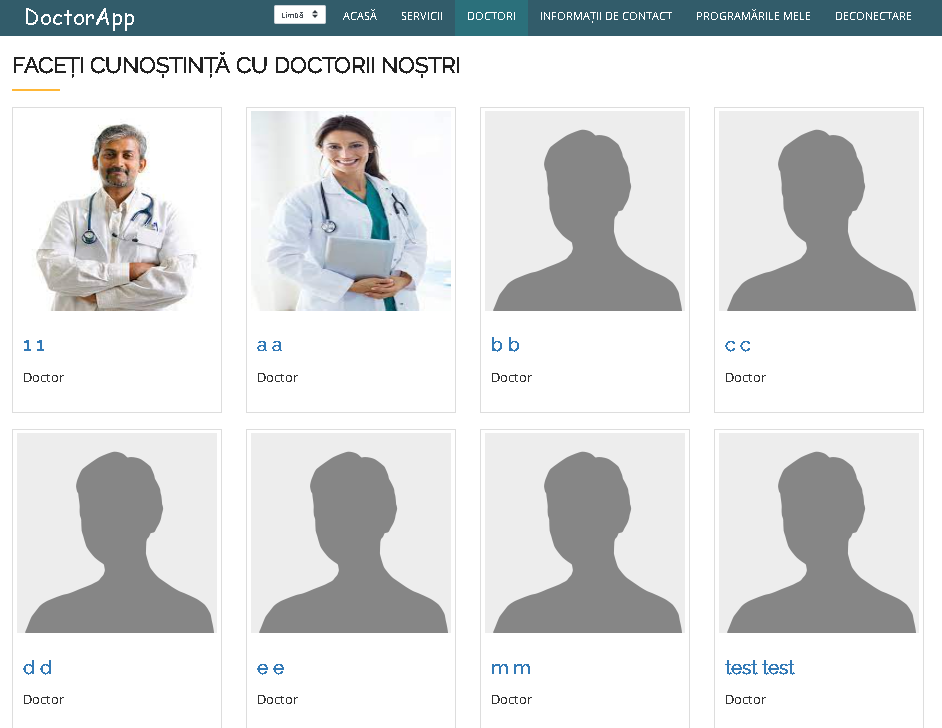 DoctorApp
Limbă ACASĂ SERVICII DOCTORI INFORMAȚII DE CONTACT PROGRAMĂRILE MELE DECONECTARE
FACEȚI CUNOȘTINȚĂ CU DOCTORII NOȘTRI
1 1
Doctor
a a
Doctor
b b
Doctor
c c
Doctor
d d
Doctor
e e
Doctor
m m
Doctor
test test
Doctor